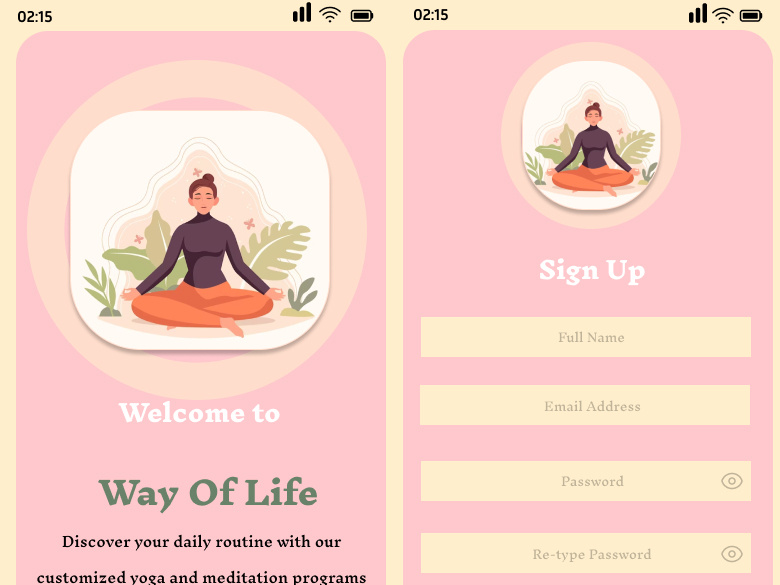 02:15
Welcome to
Way Of Life
Discover your daily routine with our
customized yoga and meditation programs
02:15
Sign Up
Full Name
Email Address
Password
Re-type Password